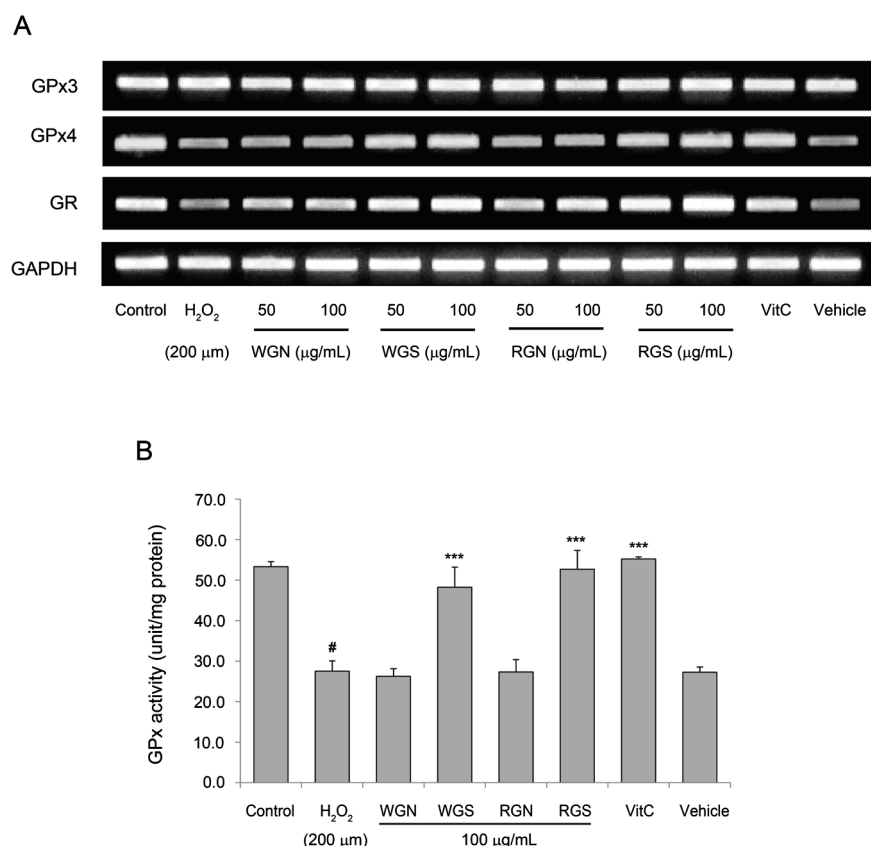 A
GPx3
GPx4
GR
GAPDH
Control H₂O₂ 50 100 50 100 50 100 50 100 VitC Vehicle
(200 μm) WGN (μg/mL) WGS (μg/mL) RGN (μg/mL) RGS (μg/mL)
B
GPx activity (unit/mg protein)
70.0
60.0
50.0
40.0
30.0
20.0
10.0
0.0
*** *** ***
#
Control H₂O₂ WGN WGS RGN RGS VitC Vehicle
(200 μm) 100 μg/mL